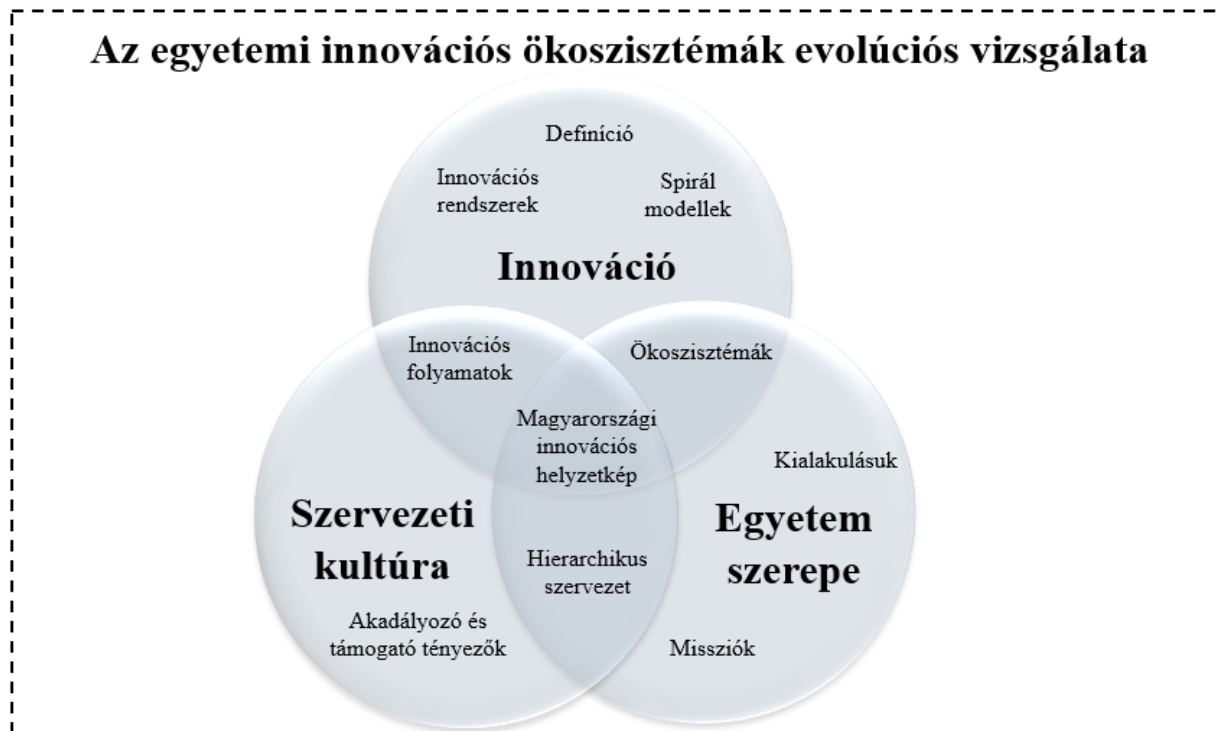 Az egyetemi innovációs ökoszisztémák evolúciós vizsgálata
Definíció
Innovációs
rendszerek
Spirál
modellek
Innováció
Innovációs
folyamatok
Ökoszisztémák
Magyarországi
innovációs
helyzetkép
Kialakulásuk
Szervezeti
kultúra
Egyetem
szerepe
Hierarchikus
szervezet
Akadályozó és
támogató tényezők
Missziók